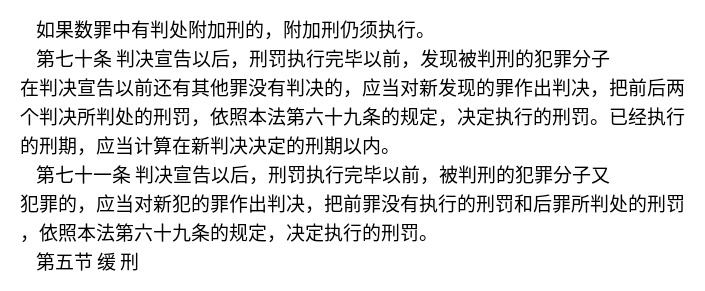 如果数罪中有判处附加刑的，附加刑仍须执行。
第七十条 判决宣告以后，刑罚执行完毕以前，发现被判刑的犯罪分子
在判决宣告以前还有其他罪没有判决的，应当对新发现的罪作出判决，把前后两
个判决所判处的刑罚，依照本法第六十九条的规定，决定执行的刑罚。已经执行
的刑期，应当计算在新判决决定的刑期以内。
第七十一条 判决宣告以后，刑罚执行完毕以前，被判刑的犯罪分子又
犯罪的，应当对新犯的罪作出判决，把前罪没有执行的刑罚和后罪所判处的刑罚
，依照本法第六十九条的规定，决定执行的刑罚。
第五节 缓 刑